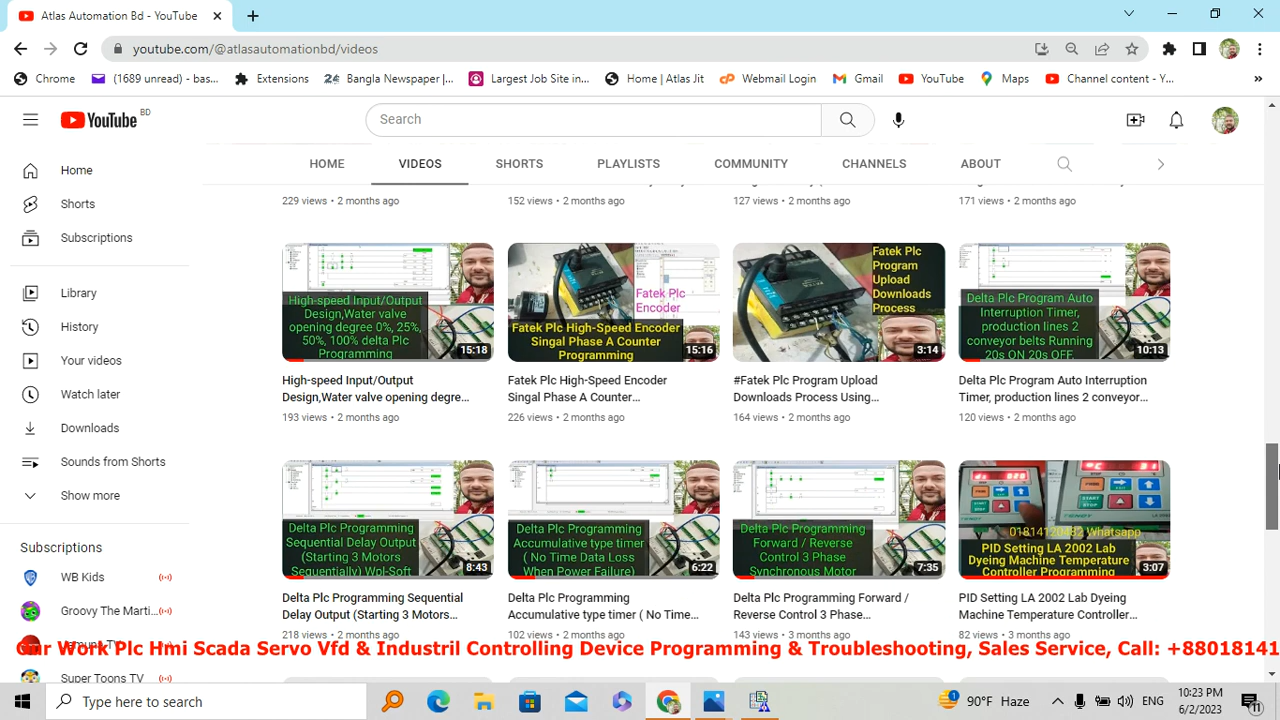 Atlas Automation Bd - YouTube
youtube.com/@atlasautomationbd/videos
Chrome (1689 unread) - bas... Extensions Bangla Newspaper |... Largest Job Site in... Home | Atlas Jit Webmail Login Gmail YouTube Maps Channel content - Y... »
YouTube BD
Search
HOME VIDEOS SHORTS PLAYLISTS COMMUNITY CHANNELS ABOUT
Home
Shorts
Subscriptions
Library
History
Your videos
Watch later
Downloads
Sounds from Shorts
Show more
Subscriptions
WB Kids
Groovy The Marti...
Super Toons TV
229 views • 2 months ago
152 views • 2 months ago
127 views • 2 months ago
171 views • 2 months ago
High-speed Input/Output
Design,Water valve
opening degree 0%, 25%,
50%, 100% delta Plc
Programming
15:18
High-speed Input/Output
Design,Water valve opening degre...
193 views • 2 months ago
Fatek Plc
Encoder
Fatek Plc High-Speed Encoder
Singal Phase A Counter
Programming
15:16
Fatek Plc High-Speed Encoder
Singal Phase A Counter...
226 views • 2 months ago
Fatek Plc
Program
Upload
Downloads
Process
3:14
#Fatek Plc Program Upload
Downloads Process Using...
164 views • 2 months ago
Delta Plc Program Auto
Interruption Timer,
production lines 2
conveyor belts Running
20s ON 20s OFF.
10:13
Delta Plc Program Auto Interruption
Timer, production lines 2 conveyor...
120 views • 2 months ago
Delta Plc Programming
Sequential Delay Output
(Starting 3 Motors
Sequentially) Wpl-Soft
8:43
Delta Plc Programming Sequential
Delay Output (Starting 3 Motors...
218 views • 2 months ago
Delta Plc Programming
Accumulative type timer
( No Time Data Loss
When Power Failure)
6:22
Delta Plc Programming
Accumulative type timer ( No Time...
102 views • 2 months ago
Delta Plc Programming
Forward / Reverse
Control 3 Phase
Synchronous Motor
7:35
Delta Plc Programming Forward /
Reverse Control 3 Phase...
143 views • 3 months ago
01814120482 Whatsapp
PID Setting LA 2002 Lab
Dyeing Machine Temperature
Controller Programming
3:07
PID Setting LA 2002 Lab Dyeing
Machine Temperature Controller...
82 views • 3 months ago
Our Work Plc Hmi Scada Servo Vfd & Industril Controlling Device Programming & Troubleshooting, Sales Service, Call: +88018141
Type here to search
90°F Haze
ENG
10:23 PM
6/2/2023
11